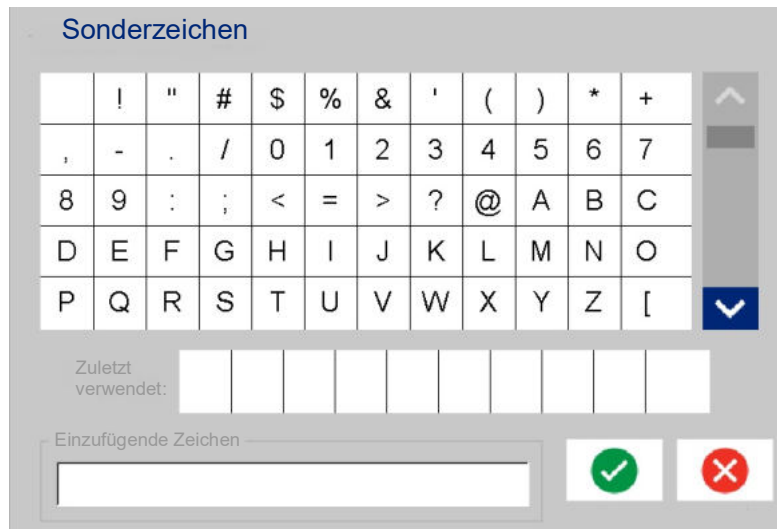 Sonderzeichen
! " # $ % & ' ( ) * +
, - . / 0 1 2 3 4 5 6 7
8 9 : ; < = > ? @ A B C
D E F G H I J K L M N O
P Q R S T U V W X Y Z [
Zuletzt
verwendet:
Einzufügende Zeichen